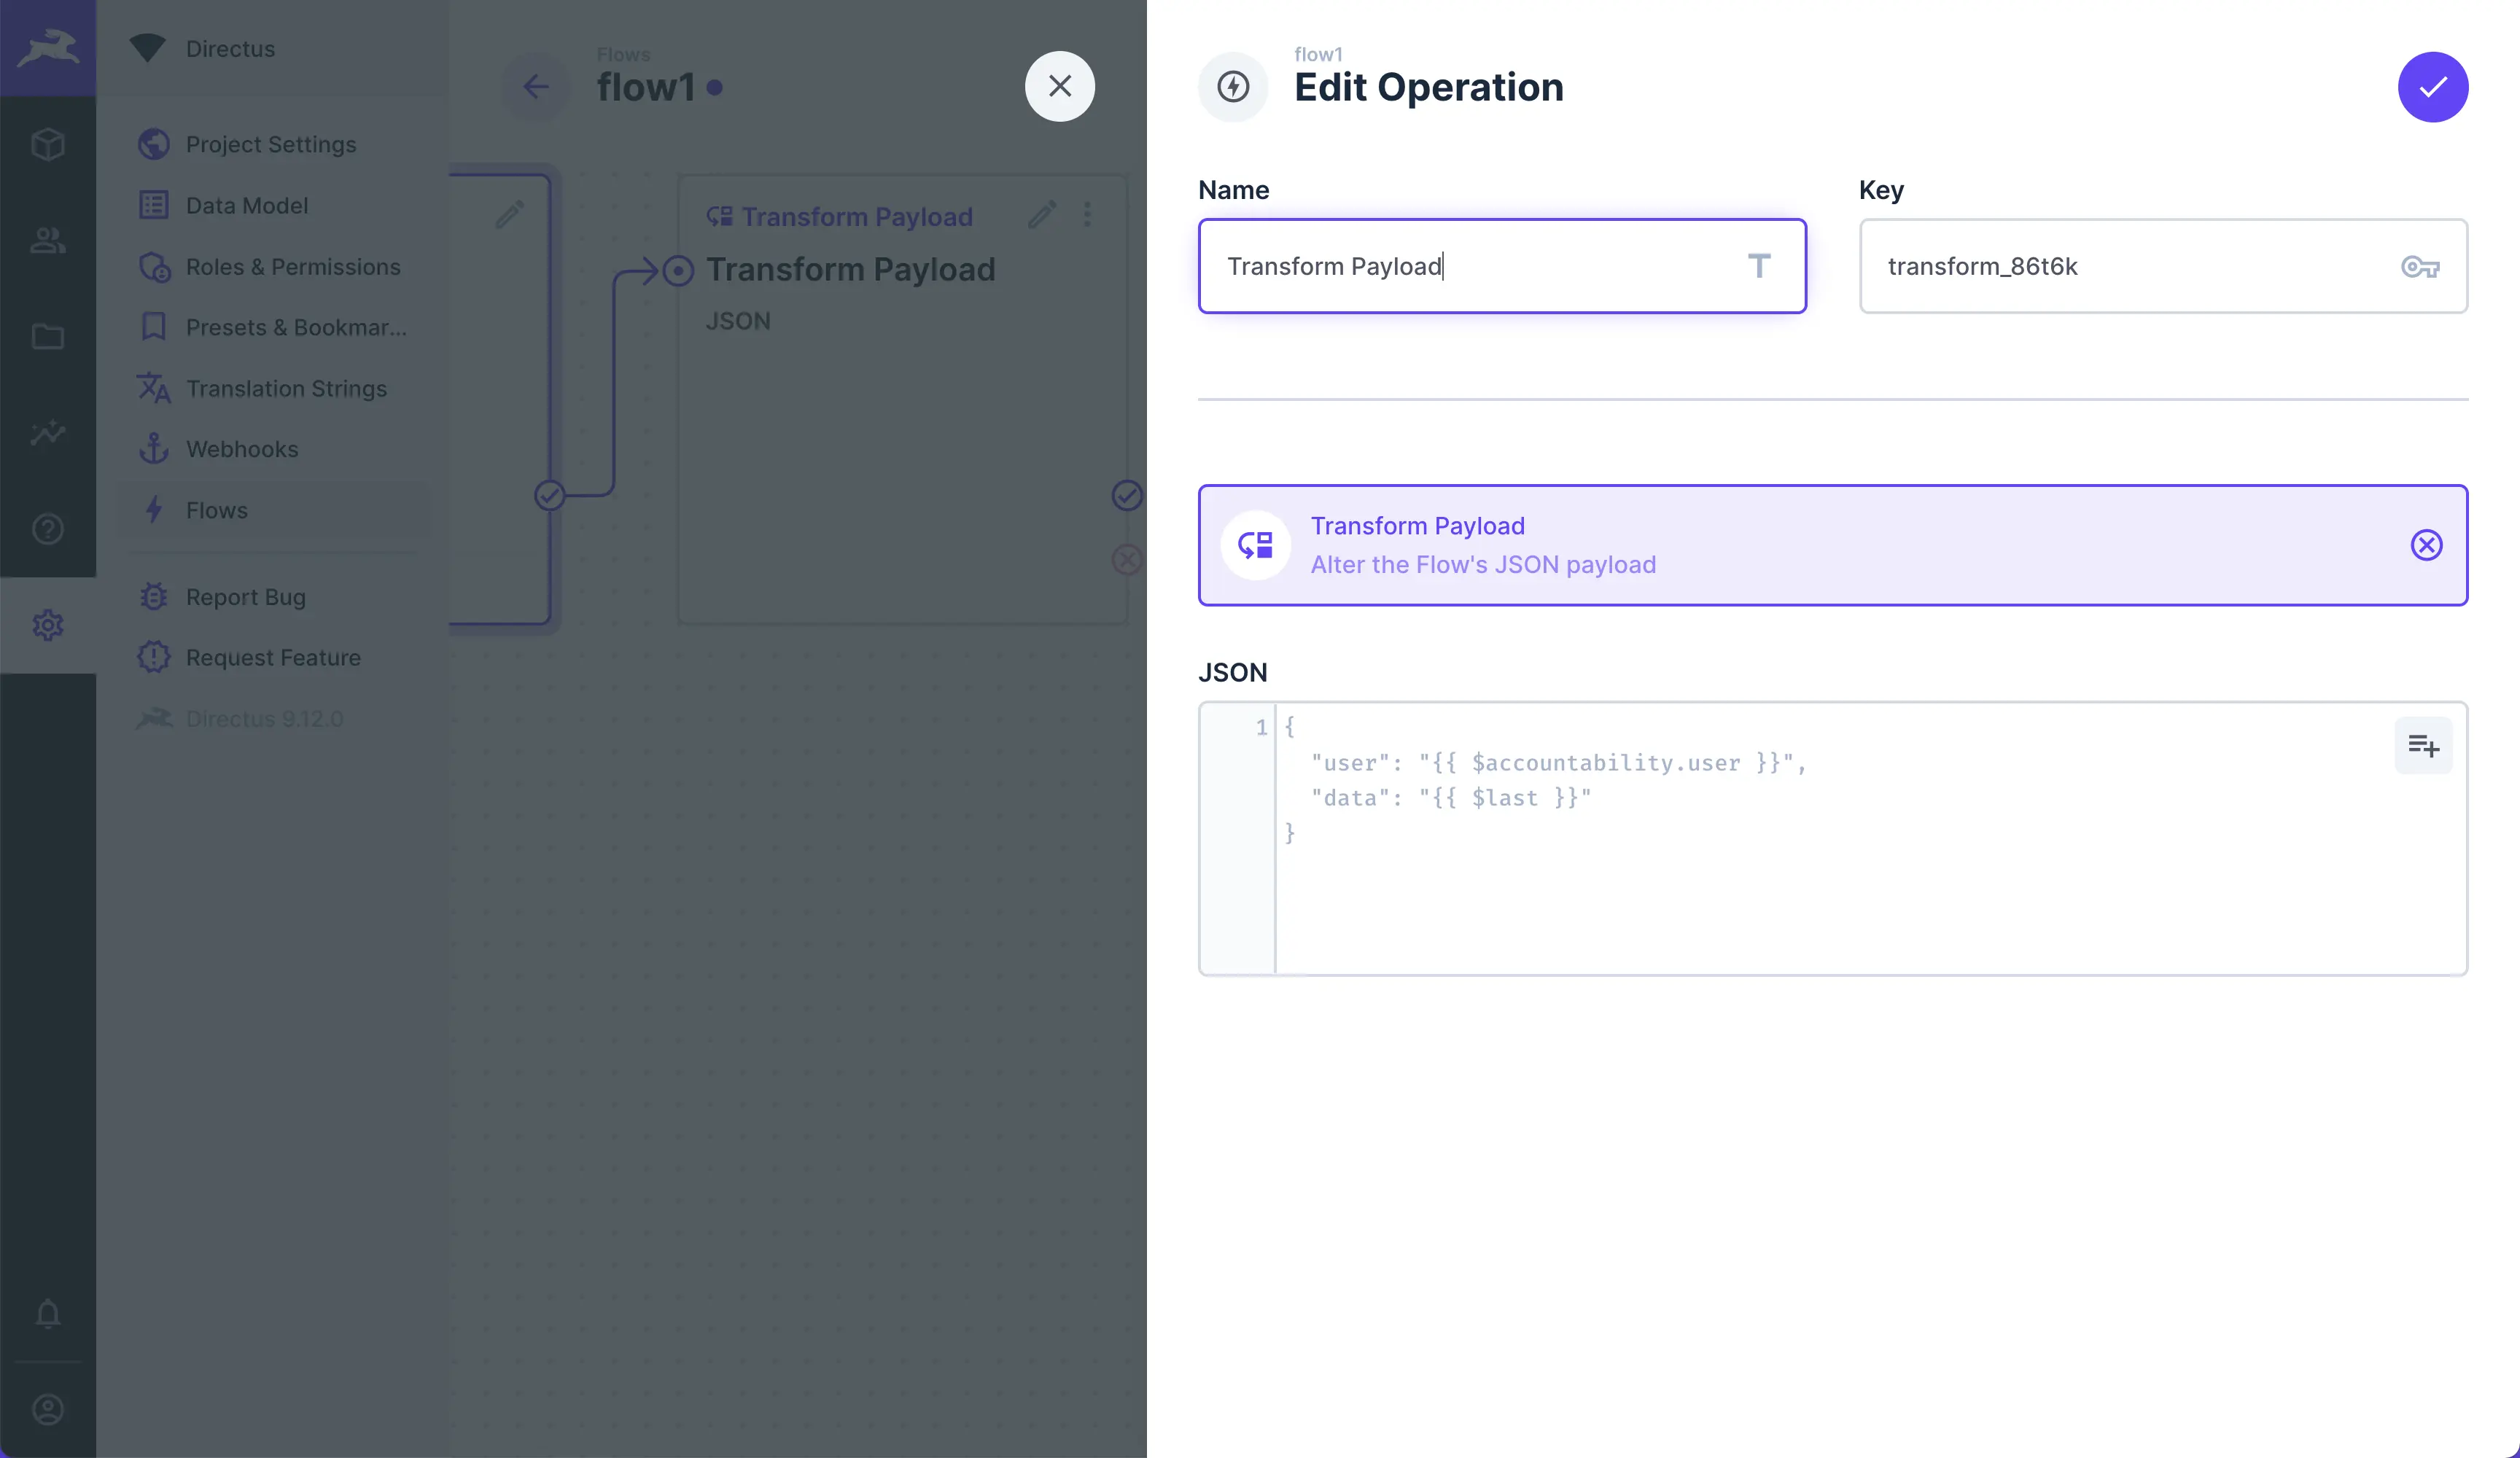 Directus
Project Settings
Data Model
Roles & Permissions
Presets & Bookmar...
Translation Strings
Webhooks
Flows
Report Bug
Request Feature
Directus 9.12.0
Flows
flow1
Transform Payload
Transform Payload
JSON
flow1
Edit Operation
Name
Transform Payload
Key
transform_86t6k
Transform Payload
Alter the Flow's JSON payload
JSON
1 {
"user": "{{ $accountability.user }}",
"data": "{{ $last }}"
}